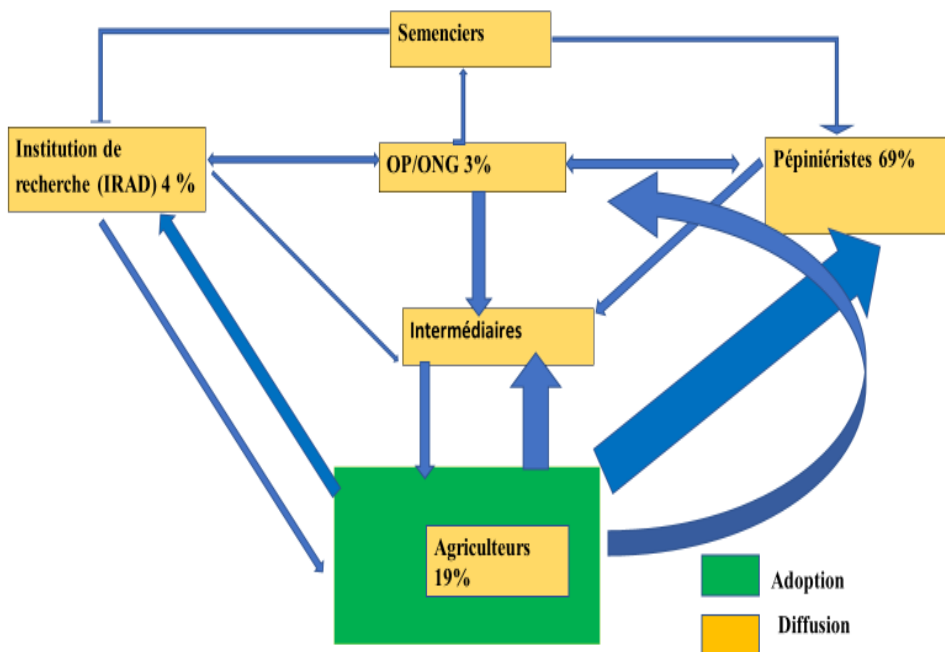 Semenciers
Institution de
recherche (IRAD) 4 %
OP/ONG 3%
Pépiniéristes 69%
Intermédiaires
Agriculteurs
19%
Adoption
Diffusion